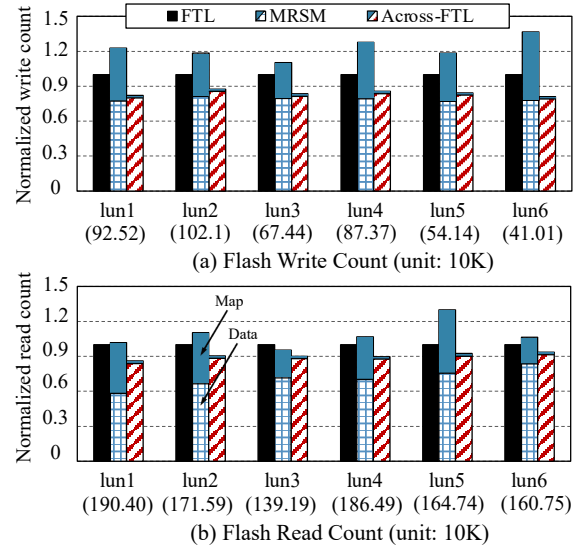 FTL MRSM Across-FTL
Normalized write count
1.5
1.2
0.9
0.6
0.3
0
lun1 lun2 lun3 lun4 lun5 lun6
(92.52) (102.1) (67.44) (87.37) (54.14) (41.01)
(a) Flash Write Count (unit: 10K)
Normalized read count
1.5
1.2
0.9
0.6
0.3
0
Map
Data
lun1 lun2 lun3 lun4 lun5 lun6
(190.40) (171.59) (139.19) (186.49) (164.74) (160.75)
(b) Flash Read Count (unit: 10K)